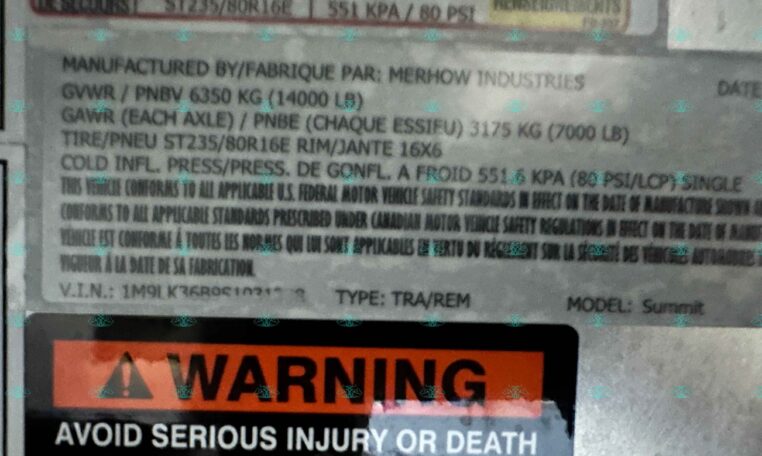 DE SECOURS ST235/80R16E 551 KPA / 80 PSI RENSEIGNEMENTS
MANUFACTURED BY/FABRIQUE PAR: MERHOW INDUSTRIES DATE
GVWR / PNBV 6350 KG (14000 LB)
GAWR (EACH AXLE) / PNBE (CHAQUE ESSIEU) 3175 KG (7000 LB)
TIRE/PNEU ST235/80R16E RIM/JANTE 16X6
COLD INFL. PRESS/PRESS. DE GONFL. A FROID 551.6 KPA (80 PSI/LCP) SINGLE
THIS VEHICLE CONFORMS TO ALL APPLICABLE U.S. FEDERAL MOTOR VEHICLE SAFETY STANDARDS IN EFFECT ON THE DATE OF MANUFACTURE SHOWN
CONFORMS TO ALL APPLICABLE STANDARDS PRESCRIBED UNDER CANADIAN MOTOR VEHICLE SAFETY REGULATIONS IN EFFECT ON THE DATE OF
VÉHICLE EST CONFORME À TOUTES LES NORMES QUI LUI SONT APPLICABLES EN VERTU DU RÈGLEMENT SUR LA SÉCURITÉ DES VÉHICLES AUTOMOBILES
VIGUEUR À LA DATE DE SA FABRICATION.
V.I.N.: TYPE: TRA/REM MODEL: Summit
WARNING
AVOID SERIOUS INJURY OR DEATH